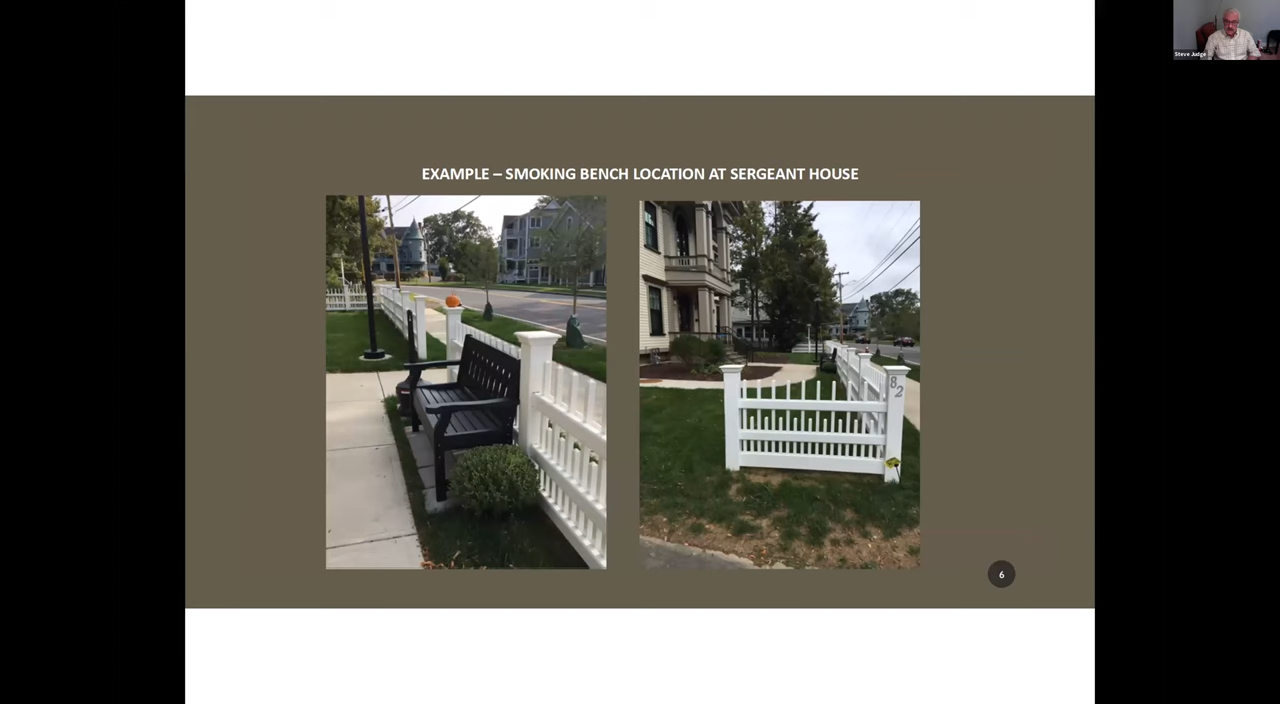 Steve Judge
EXAMPLE – SMOKING BENCH LOCATION AT SERGEANT HOUSE
82
6